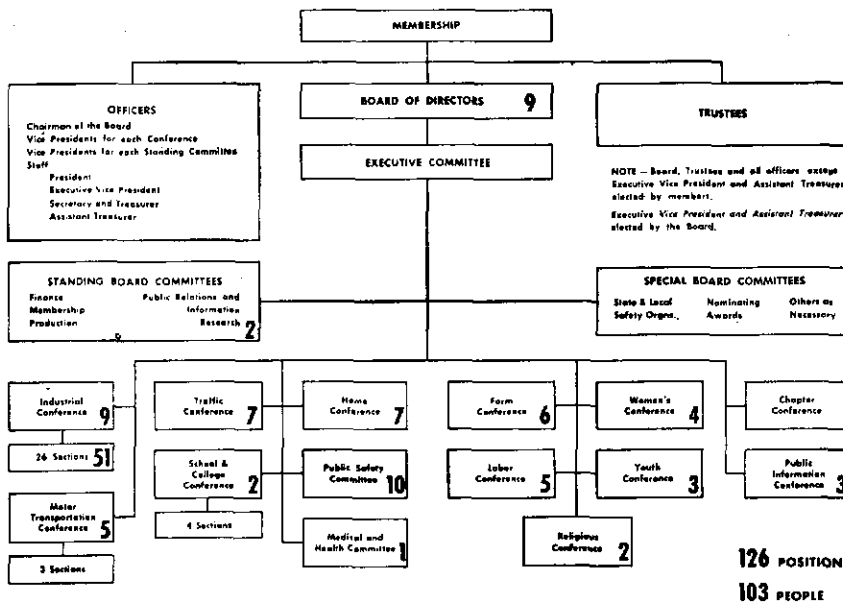 MEMBERSHIP
OFFICERS
Chairman of the Board
Vice Presidents for each Conference
Vice Presidents for each Standing Committee
Staff
President
Executive Vice President
Secretary and Treasurer
Assistant Treasurer
BOARD OF DIRECTORS 9
EXECUTIVE COMMITTEE
TRUSTEES
NOTE — Board, Trustees and all officers except
Executive Vice President and Assistant Treasurer
elected by members.
Executive Vice President and Assistant Treasurer
elected by the Board.
STANDING BOARD COMMITTEES
Finance Public Relations and
Membership Information
Production Research 2
SPECIAL BOARD COMMITTEES
State & Local Nominating Others as
Safety Orgns. Awards Necessary
Industrial
Conference 9
26 Sections 51
Motor
Transportation
Conference 5
3 Sections
Traffic
Conference 7
Home
Conference 7
School &
College
Conference 2
4 Sections
Public Safety
Committee 10
Medical and
Health Committee 1
Farm
Conference 6
Women's
Conference 4
Labor
Conference 5
Youth
Conference 3
Religious
Conference 2
Chapter
Conference
Public
Information
Conference 3
126 POSITION
103 PEOPLE